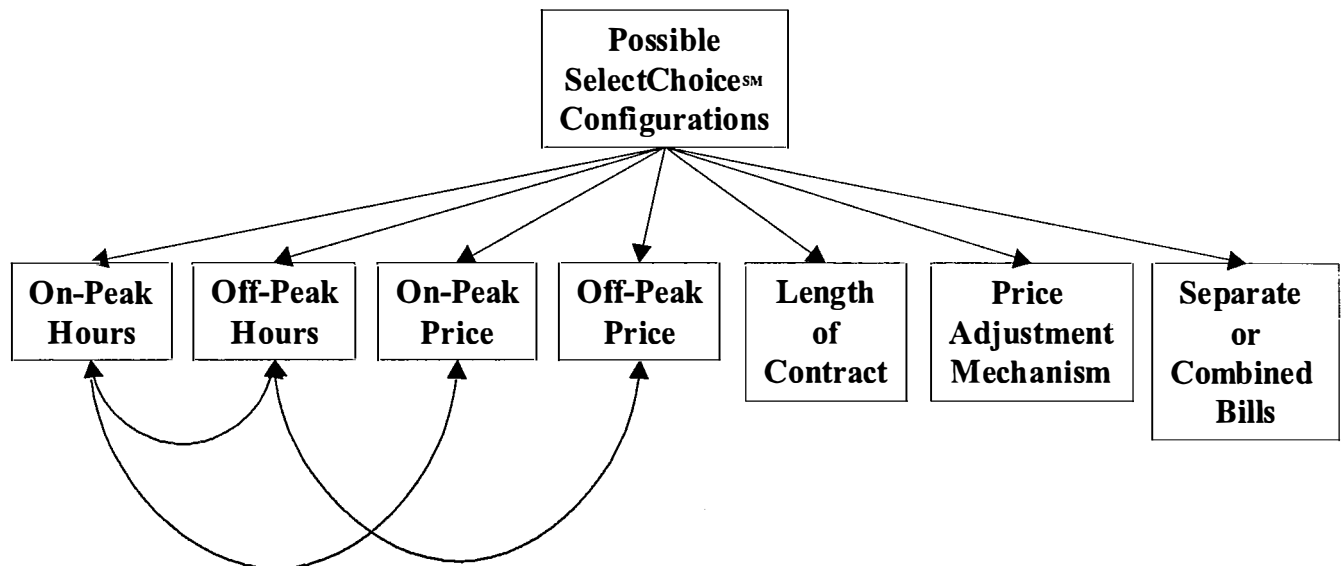 Possible
SelectChoice℠
Configurations
On-Peak
Hours
Off-Peak
Hours
On-Peak
Price
Off-Peak
Price
Length
of
Contract
Price
Adjustment
Mechanism
Separate
or
Combined
Bills